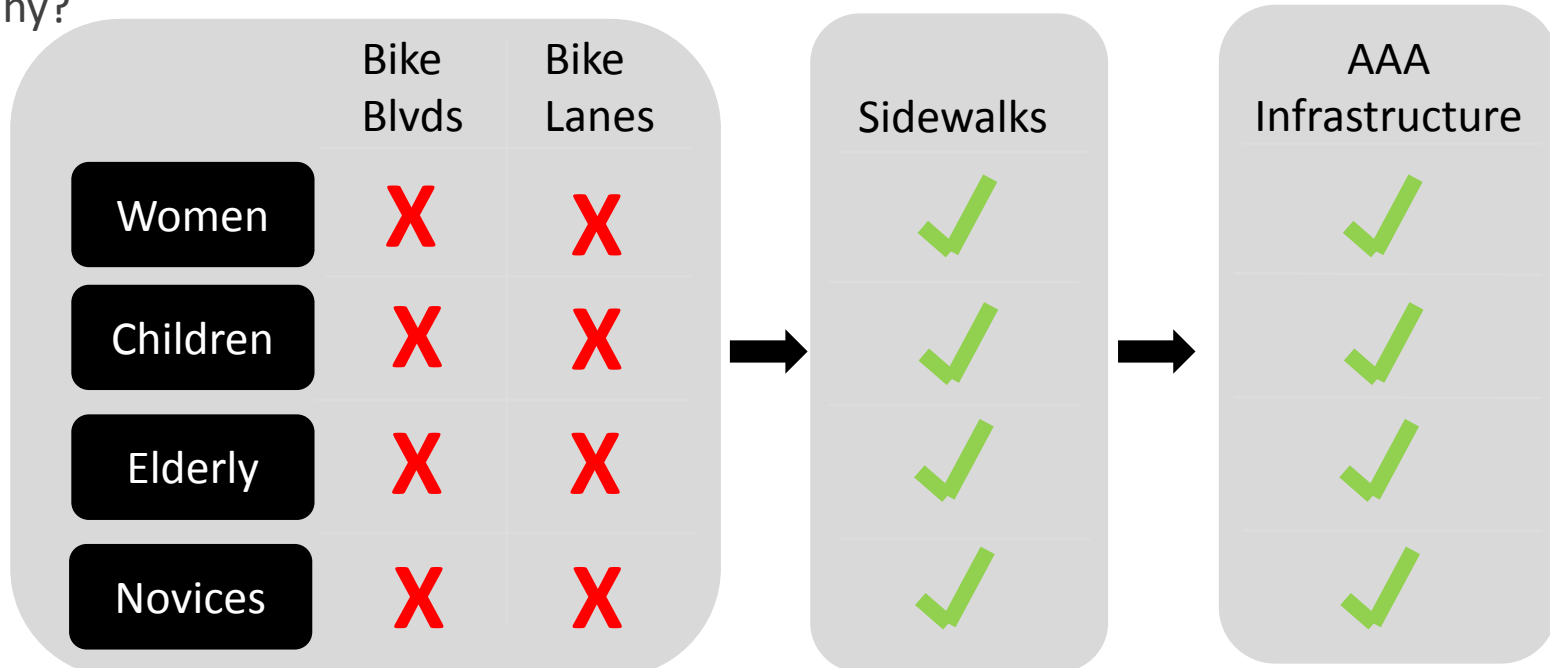 Bike
Blvds
Bike
Lanes
Sidewalks
AAA
Infrastructure
Women
X X
Children
X X
Elderly
X X
Novices
X X